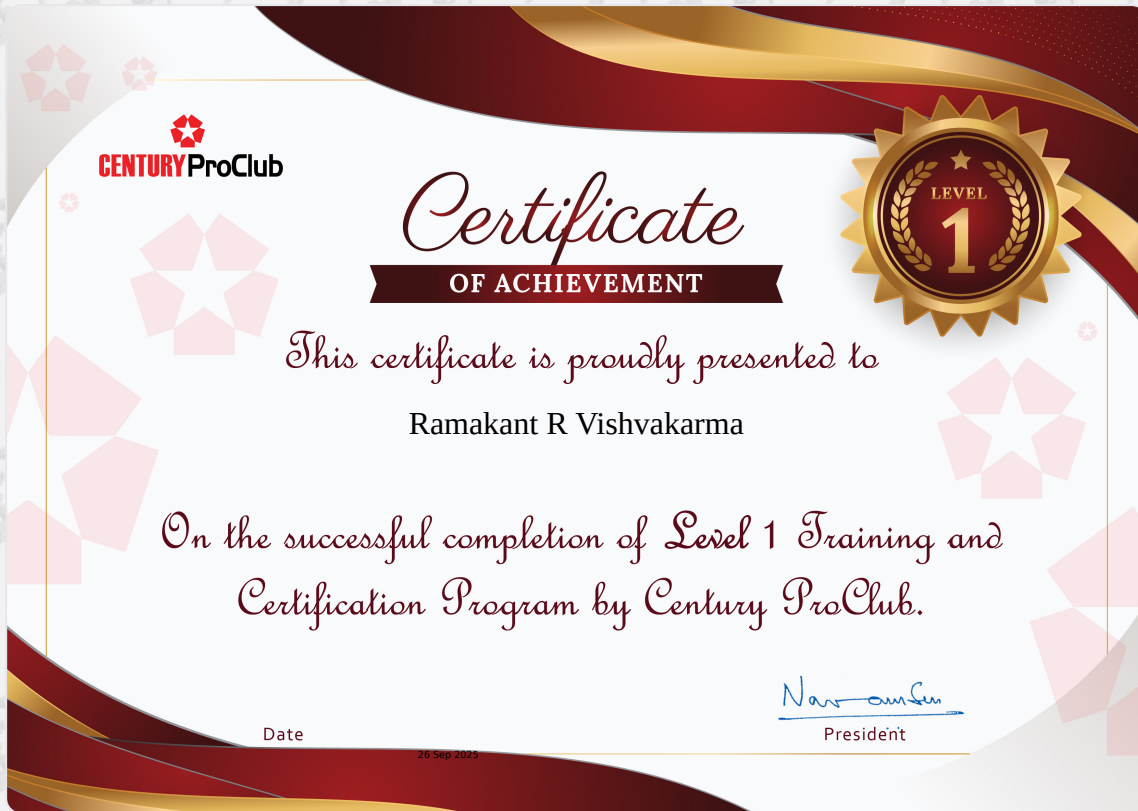 CENTURY ProClub
LEVEL
1
Certificate
OF ACHIEVEMENT
This certificate is proudly presented to
Ramakant R Vishvakarma
On the successful completion of Level 1 Training and
Certification Program by Century ProClub.
Date
President
26 Sep 2025